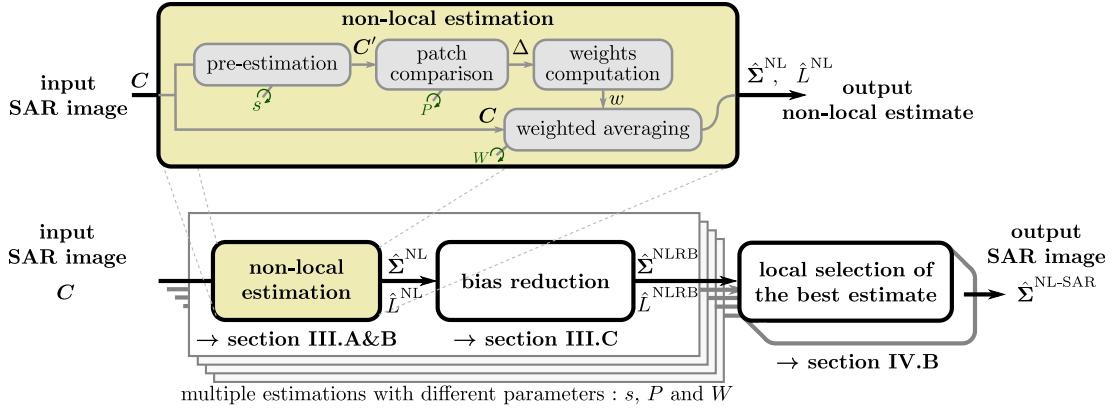 non-local estimation
input
SAR image
C
pre-estimation
s
C′
patch
comparison
P
Δ
weights
computation
w
C
weighted averaging
W
Σ̂^NL, L̂^NL
output
non-local estimate
input
SAR image
C
non-local
estimation
Σ̂^NL
L̂^NL
bias reduction
Σ̂^NLRB
L̂^NLRB
local selection of
the best estimate
output
SAR image
Σ̂^NL-SAR
→ section III.A&B
→ section III.C
→ section IV.B
multiple estimations with different parameters : s, P and W